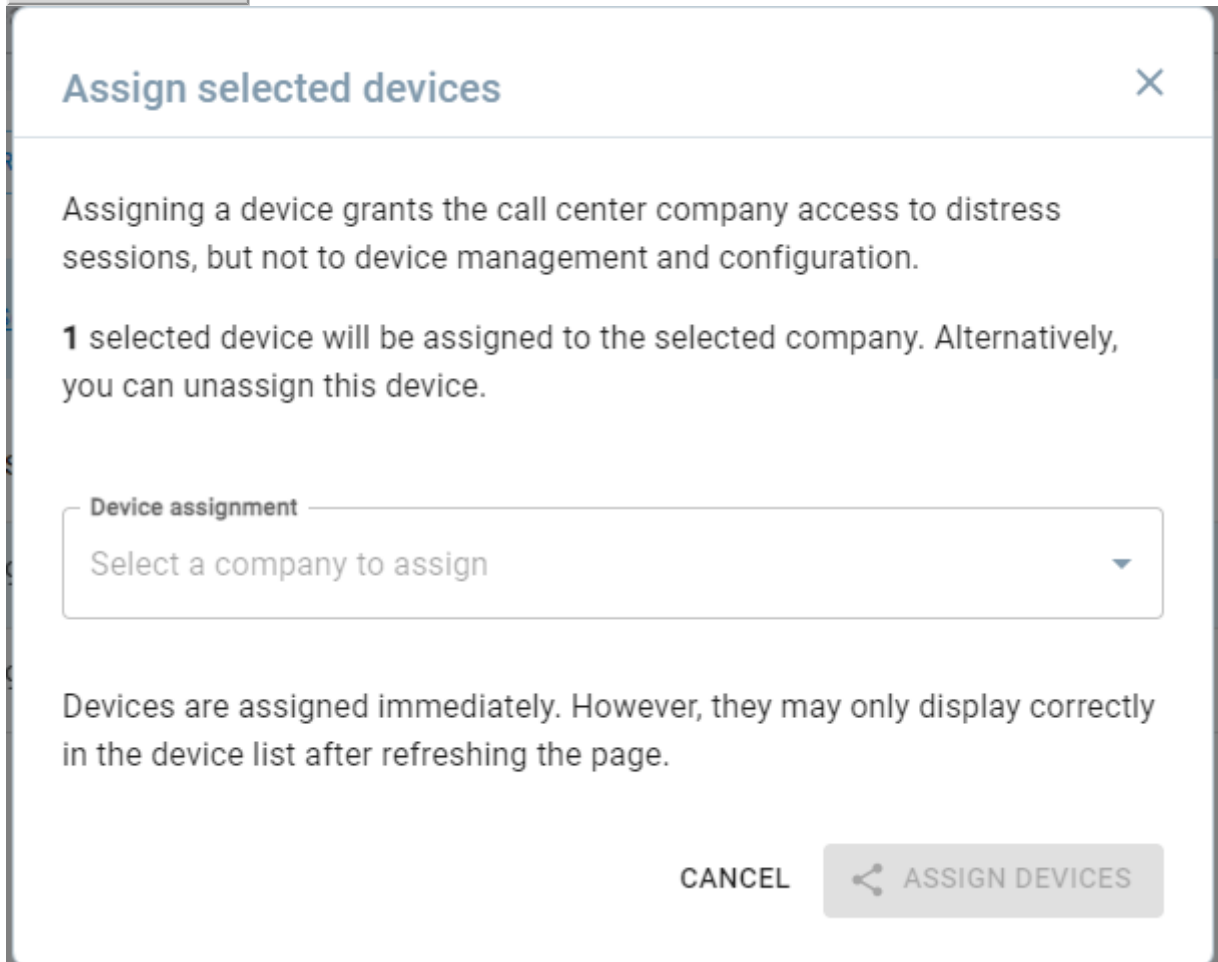 Assign selected devices
Assigning a device grants the call center company access to distress
sessions, but not to device management and configuration.
1 selected device will be assigned to the selected company. Alternatively,
you can unassign this device.
Device assignment
Select a company to assign
Devices are assigned immediately. However, they may only display correctly
in the device list after refreshing the page.
CANCEL
ASSIGN DEVICES